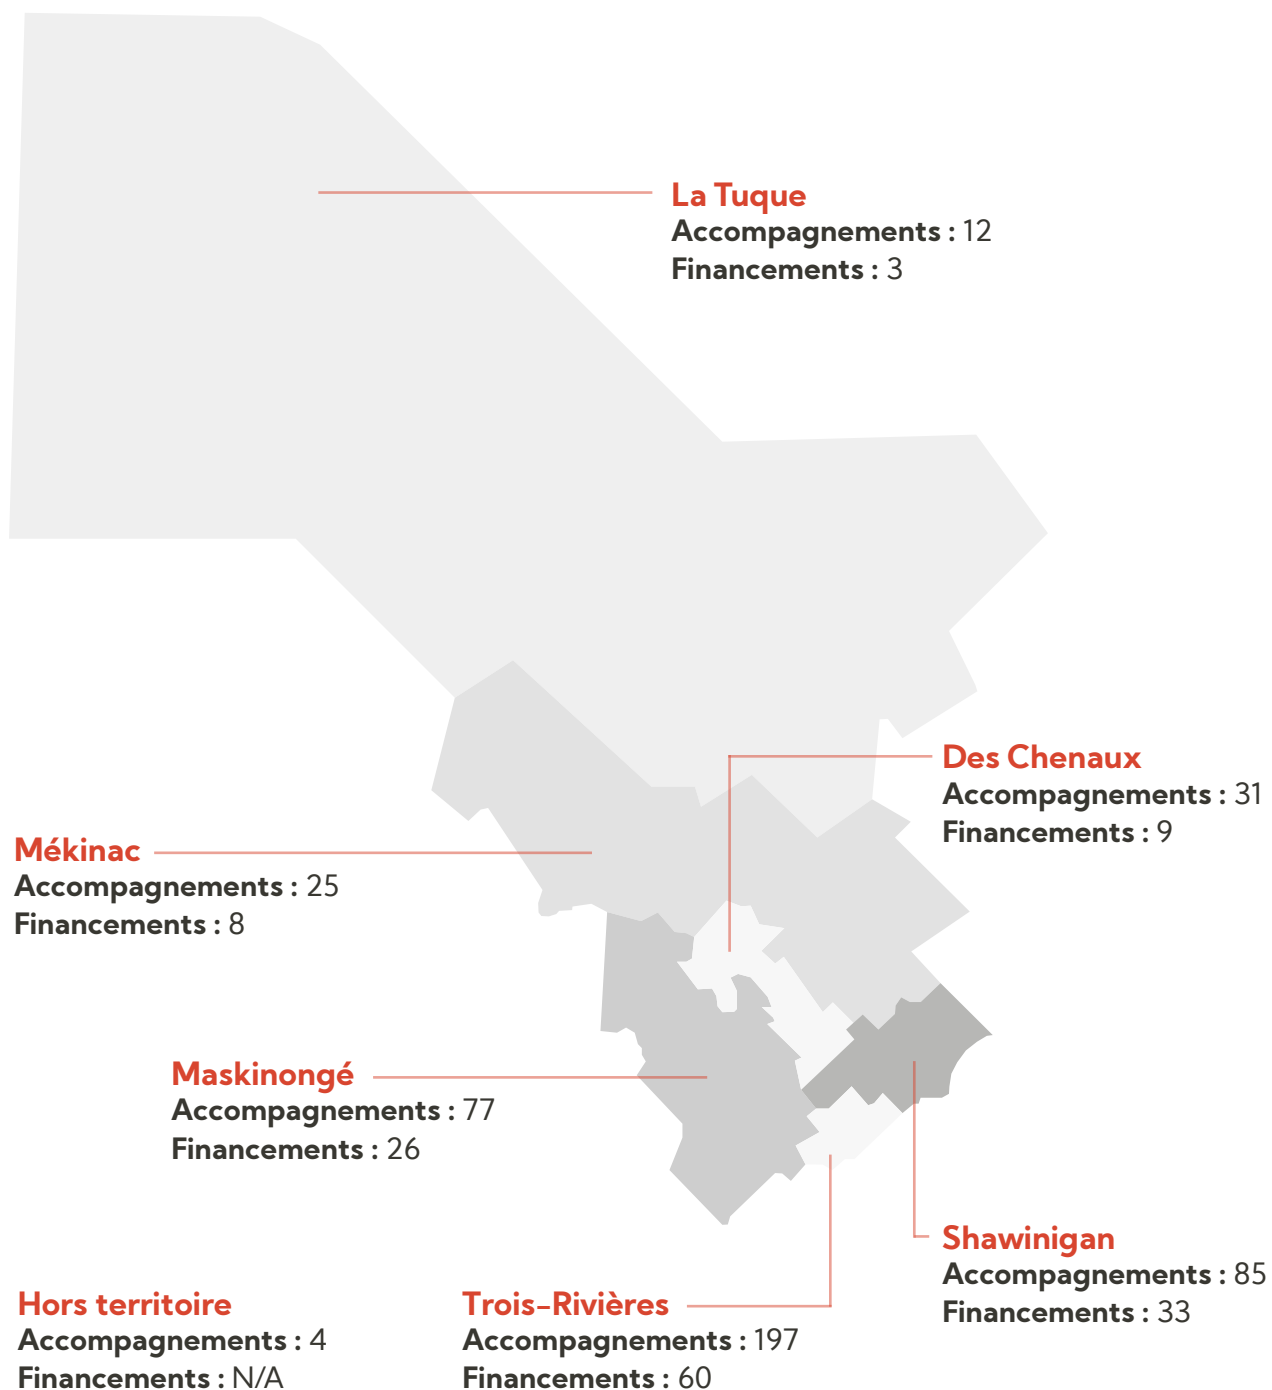 La Tuque
Accompagnements : 12
Financements : 3
Des Chenaux
Accompagnements : 31
Financements : 9
Mékinac
Accompagnements : 25
Financements : 8
Maskinongé
Accompagnements : 77
Financements : 26
Shawinigan
Accompagnements : 85
Financements : 33
Hors territoire
Accompagnements : 4
Financements : N/A
Trois-Rivières
Accompagnements : 197
Financements : 60